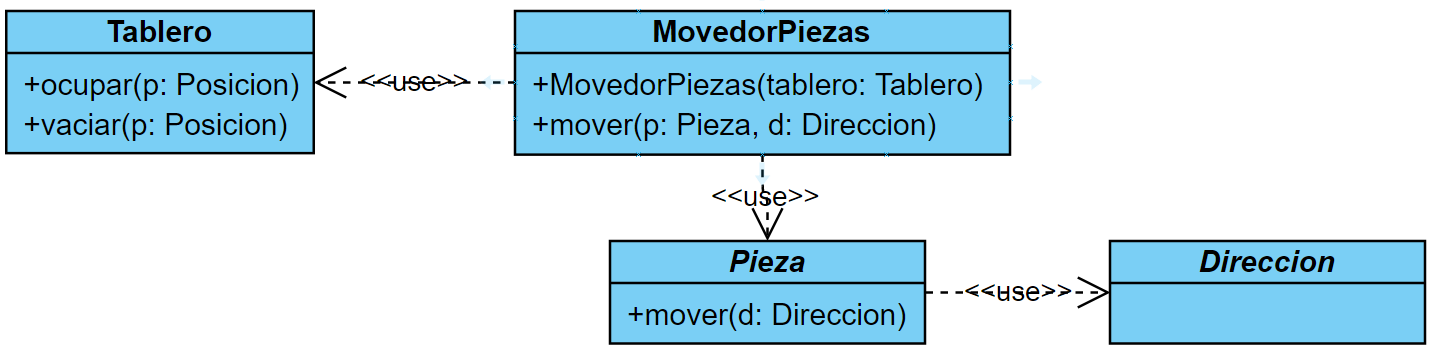 Tablero
+ocupar(p: Posicion)
+vaciar(p: Posicion)
<<use>>
MovedorPiezas
+MovedorPiezas(tablero: Tablero)
+mover(p: Pieza, d: Direccion)
<<use>>
Pieza
+mover(d: Direccion)
<<use>>
Direccion